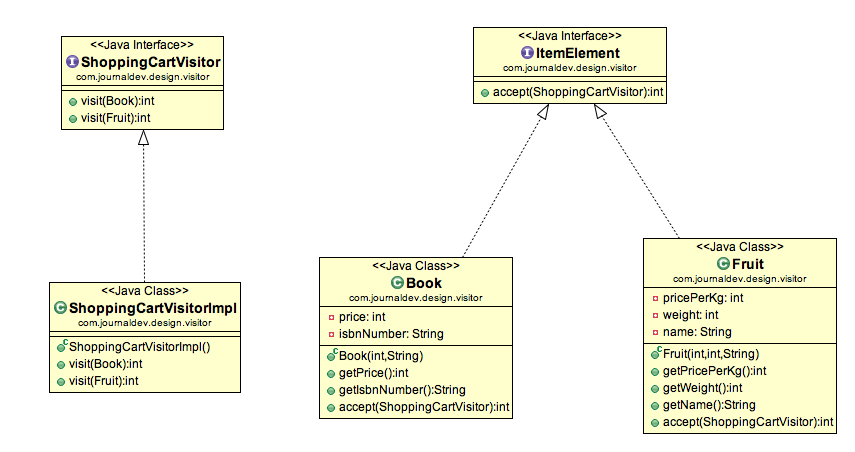 <<Java Interface>>
I ShoppingCartVisitor
com.journaldev.design.visitor
visit(Book):int
visit(Fruit):int
<<Java Interface>>
I ItemElement
com.journaldev.design.visitor
accept(ShoppingCartVisitor):int
<<Java Class>>
C ShoppingCartVisitorImpl
com.journaldev.design.visitor
C ShoppingCartVisitorImpl()
visit(Book):int
visit(Fruit):int
<<Java Class>>
C Book
com.journaldev.design.visitor
price: int
isbnNumber: String
C Book(int,String)
getPrice():int
getIsbnNumber():String
accept(ShoppingCartVisitor):int
<<Java Class>>
C Fruit
com.journaldev.design.visitor
pricePerKg: int
weight: int
name: String
C Fruit(int,int,String)
getPricePerKg():int
getWeight():int
getName():String
accept(ShoppingCartVisitor):int